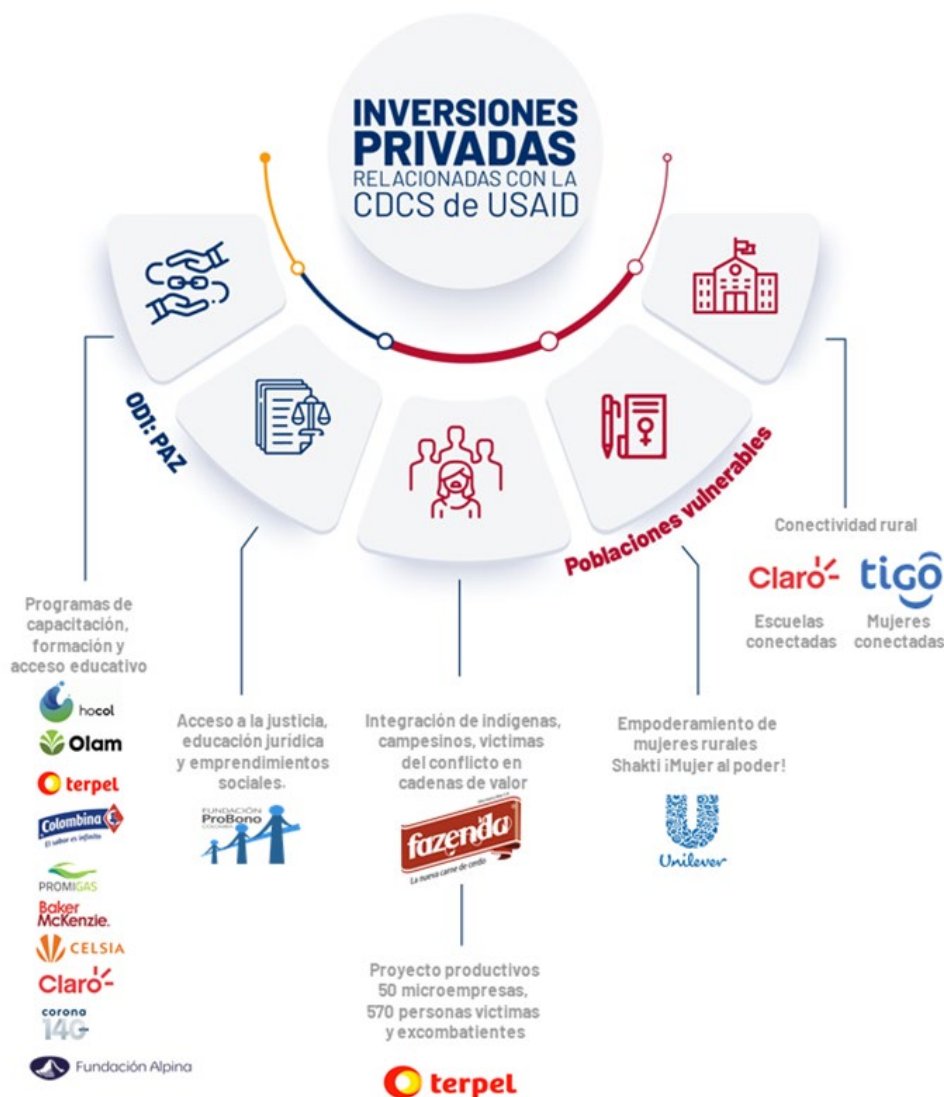 INVERSIONES
PRIVADAS
RELACIONADAS CON LA
CDCS de USAID
OD1: PAZ
Poblaciones vulnerables
Programas de
capacitación,
formación y
acceso educativo
hocol
Olam
terpel
Colombina
El sabor es infinito
PROMIGAS
Baker
McKenzie.
CELSIA
Claro
corona
140
Fundación Alpina
Acceso a la justicia,
educación jurídica
y emprendimientos
sociales.
FUNDACIÓN
ProBono
COLOMBIA
Integración de indígenas,
campesinos, victimas
del conflicto en
cadenas de valor
fazenda
La nueva carne de cerdo
Proyecto productivos
50 microempresas,
570 personas victimas
y excombatientes
terpel
Empoderamiento de
mujeres rurales
Shakti ¡Mujer al poder!
Unilever
Conectividad rural
Claro
Escuelas
conectadas
tigo
Mujeres
conectadas